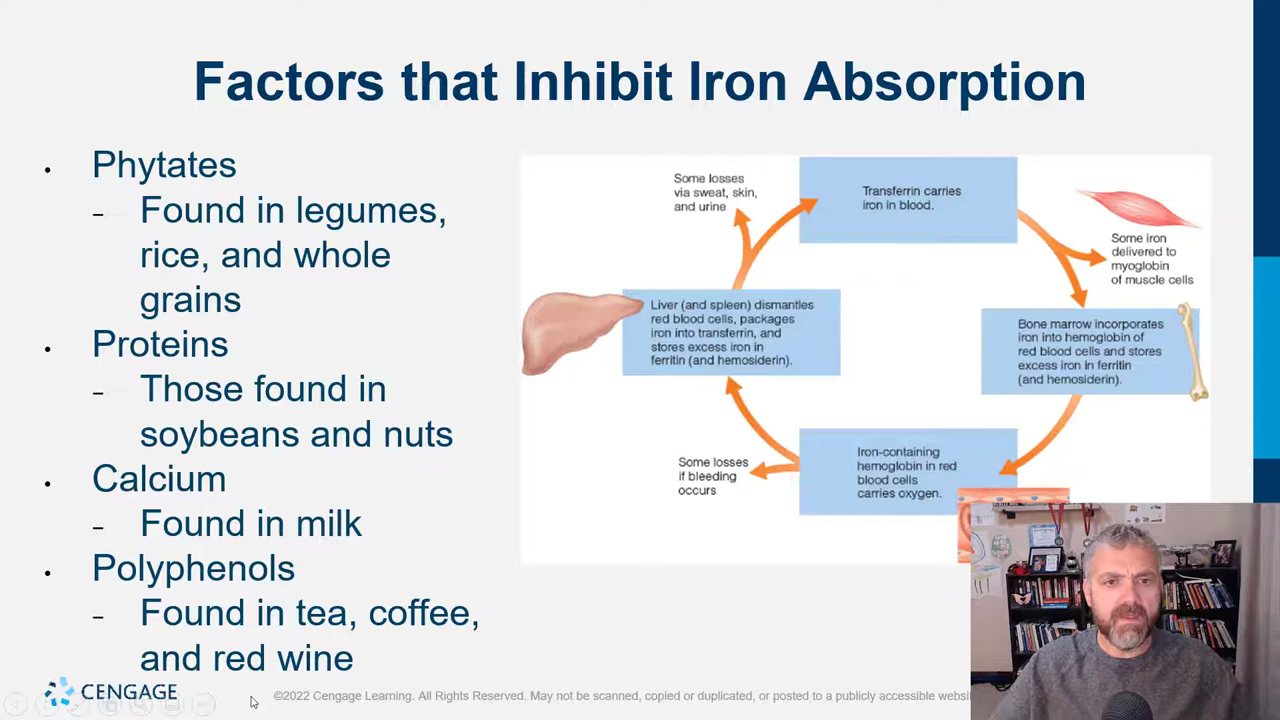 Factors that Inhibit Iron Absorption
• Phytates
– Found in legumes,
rice, and whole
grains
• Proteins
– Those found in
soybeans and nuts
• Calcium
– Found in milk
• Polyphenols
– Found in tea, coffee,
and red wine
Some losses
via sweat, skin,
and urine
Transferrin carries
iron in blood.
Some iron
delivered to
myoglobin
of muscle cells
Liver (and spleen) dismantles
red blood cells, packages
iron into transferrin, and
stores excess iron in
ferritin (and hemosiderin).
Bone marrow incorporates
iron into hemoglobin of
red blood cells and stores
excess iron in ferritin
(and hemosiderin).
Some losses
if bleeding
occurs
Iron-containing
hemoglobin in red
blood cells
carries oxygen.
CENGAGE
©2022 Cengage Learning. All Rights Reserved. May not be scanned, copied or duplicated, or posted to a publicly accessible